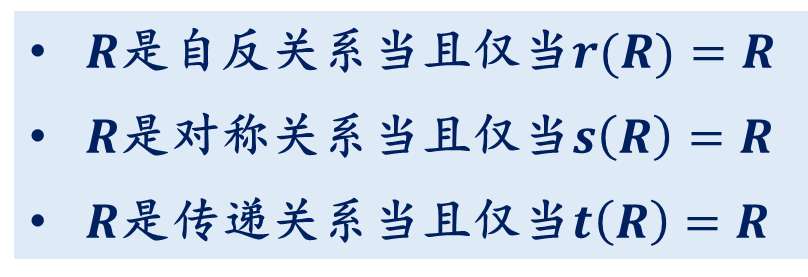 • R是自反关系当且仅当r(R) = R
• R是对称关系当且仅当s(R) = R
• R是传递关系当且仅当t(R) = R